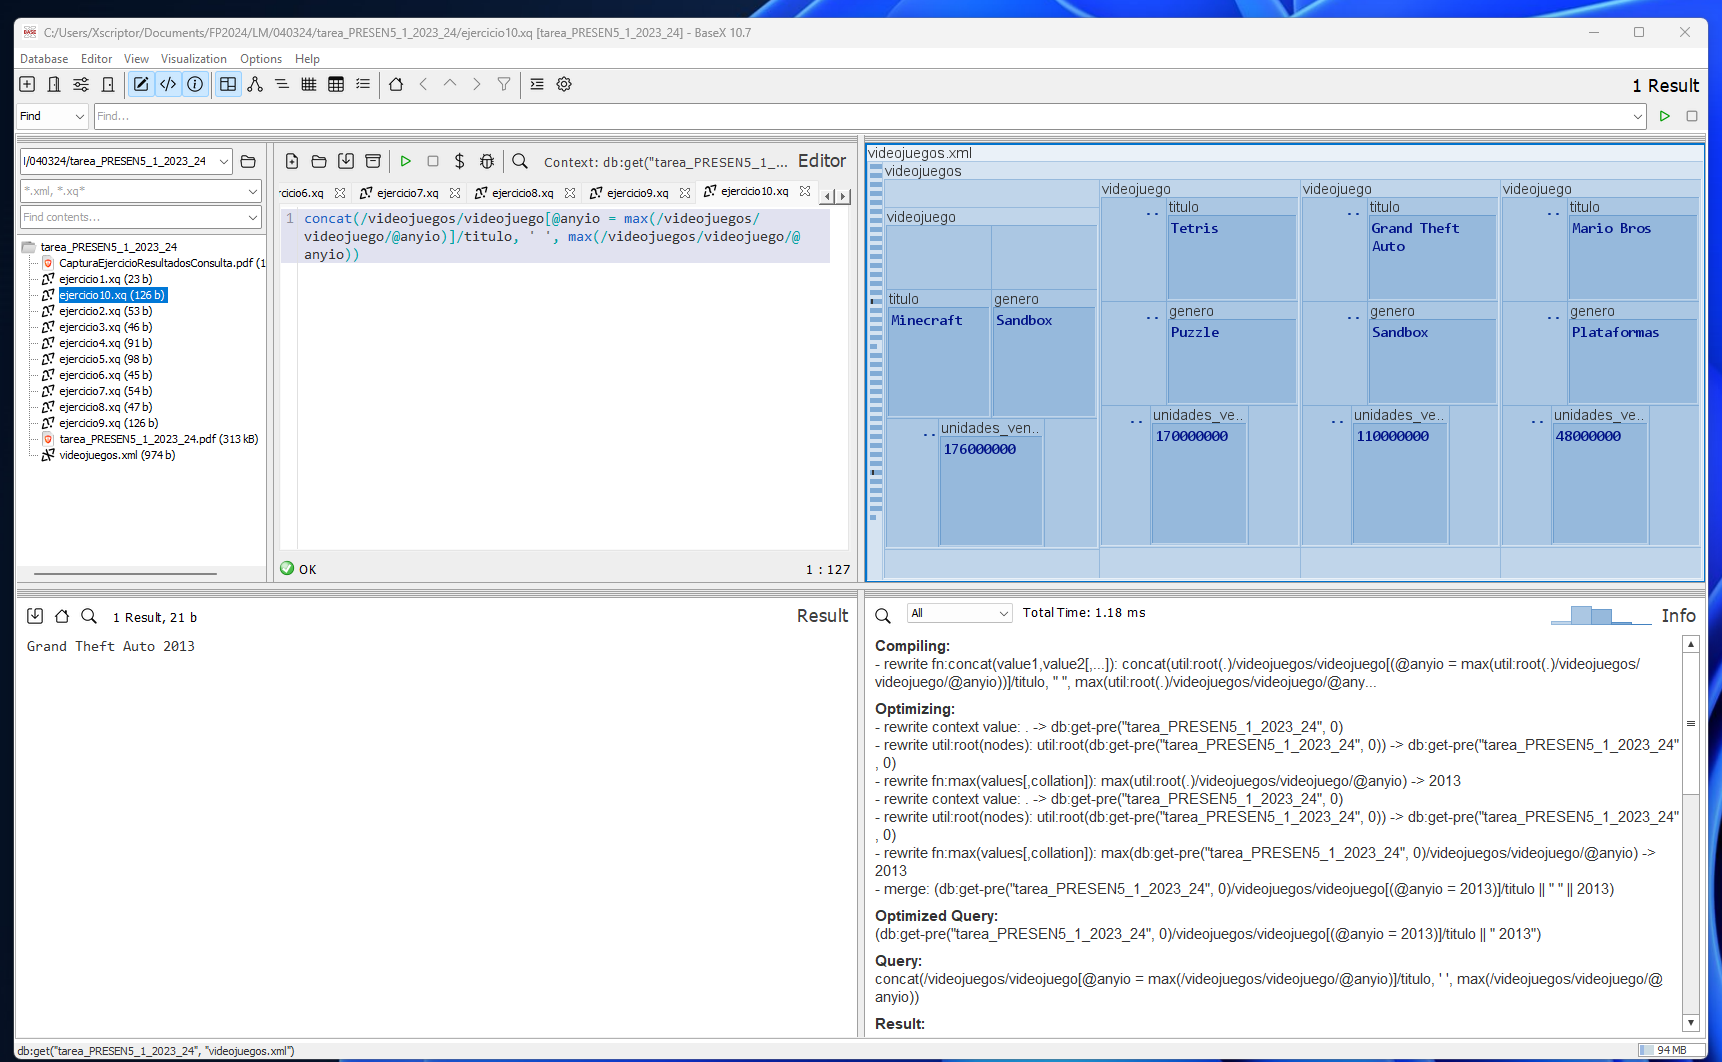 C:/Users/Xscriptor/Documents/FP2024/LM/040324/tarea_PRESEN5_1_2023_24/ejercicio10.xq [tarea_PRESEN5_1_2023_24] - BaseX 10.7
Database Editor View Visualization Options Help
1 Result
Find Find...
l/040324/tarea_PRESEN5_1_2023_24
*.xml, *.xq*
Find contents...
tarea_PRESEN5_1_2023_24
CapturaEjercicioResultadosConsulta.pdf (1
ejercicio1.xq (23 b)
ejercicio10.xq (126 b)
ejercicio2.xq (53 b)
ejercicio3.xq (46 b)
ejercicio4.xq (91 b)
ejercicio5.xq (98 b)
ejercicio6.xq (45 b)
ejercicio7.xq (54 b)
ejercicio8.xq (47 b)
ejercicio9.xq (126 b)
tarea_PRESEN5_1_2023_24.pdf (313 kB)
videojuegos.xml (974 b)
Context: db:get("tarea_PRESEN5_1_... Editor
rcicio6.xq ejercicio7.xq ejercicio8.xq ejercicio9.xq ejercicio10.xq
1 concat(/videojuegos/videojuego[@anyio = max(/videojuegos/
videojuego/@anyio)]/titulo, ' ', max(/videojuegos/videojuego/@
anyio))
OK 1 : 127
videojuegos.xml
videojuegos
videojuego
titulo
Minecraft
genero
Sandbox
.. unidades_ven..
176000000
videojuego
.. titulo
Tetris
.. genero
Puzzle
.. unidades_ve..
170000000
videojuego
.. titulo
Grand Theft
Auto
.. genero
Sandbox
.. unidades_ve..
110000000
videojuego
.. titulo
Mario Bros
.. genero
Plataformas
.. unidades_ve..
48000000
1 Result, 21 b Result
Grand Theft Auto 2013
All Total Time: 1.18 ms Info
Compiling:
- rewrite fn:concat(value1,value2[,...]): concat(util:root(.)/videojuegos/videojuego[(@anyio = max(util:root(.)/videojuegos/
videojuego/@anyio))]/titulo, " ", max(util:root(.)/videojuegos/videojuego/@any...
Optimizing:
- rewrite context value: . -> db:get-pre("tarea_PRESEN5_1_2023_24", 0)
- rewrite util:root(nodes): util:root(db:get-pre("tarea_PRESEN5_1_2023_24", 0)) -> db:get-pre("tarea_PRESEN5_1_2023_24"
, 0)
- rewrite fn:max(values[,collation]): max(util:root(.)/videojuegos/videojuego/@anyio) -> 2013
- rewrite context value: . -> db:get-pre("tarea_PRESEN5_1_2023_24", 0)
- rewrite util:root(nodes): util:root(db:get-pre("tarea_PRESEN5_1_2023_24", 0)) -> db:get-pre("tarea_PRESEN5_1_2023_24"
, 0)
- rewrite fn:max(values[,collation]): max(db:get-pre("tarea_PRESEN5_1_2023_24", 0)/videojuegos/videojuego/@anyio) ->
2013
- merge: (db:get-pre("tarea_PRESEN5_1_2023_24", 0)/videojuegos/videojuego[(@anyio = 2013)]/titulo || " " || 2013)
Optimized Query:
(db:get-pre("tarea_PRESEN5_1_2023_24", 0)/videojuegos/videojuego[(@anyio = 2013)]/titulo || " 2013")
Query:
concat(/videojuegos/videojuego[@anyio = max(/videojuegos/videojuego/@anyio)]/titulo, ' ', max(/videojuegos/videojuego/@
anyio))
Result:
db:get("tarea_PRESEN5_1_2023_24", "videojuegos.xml")
94 MB